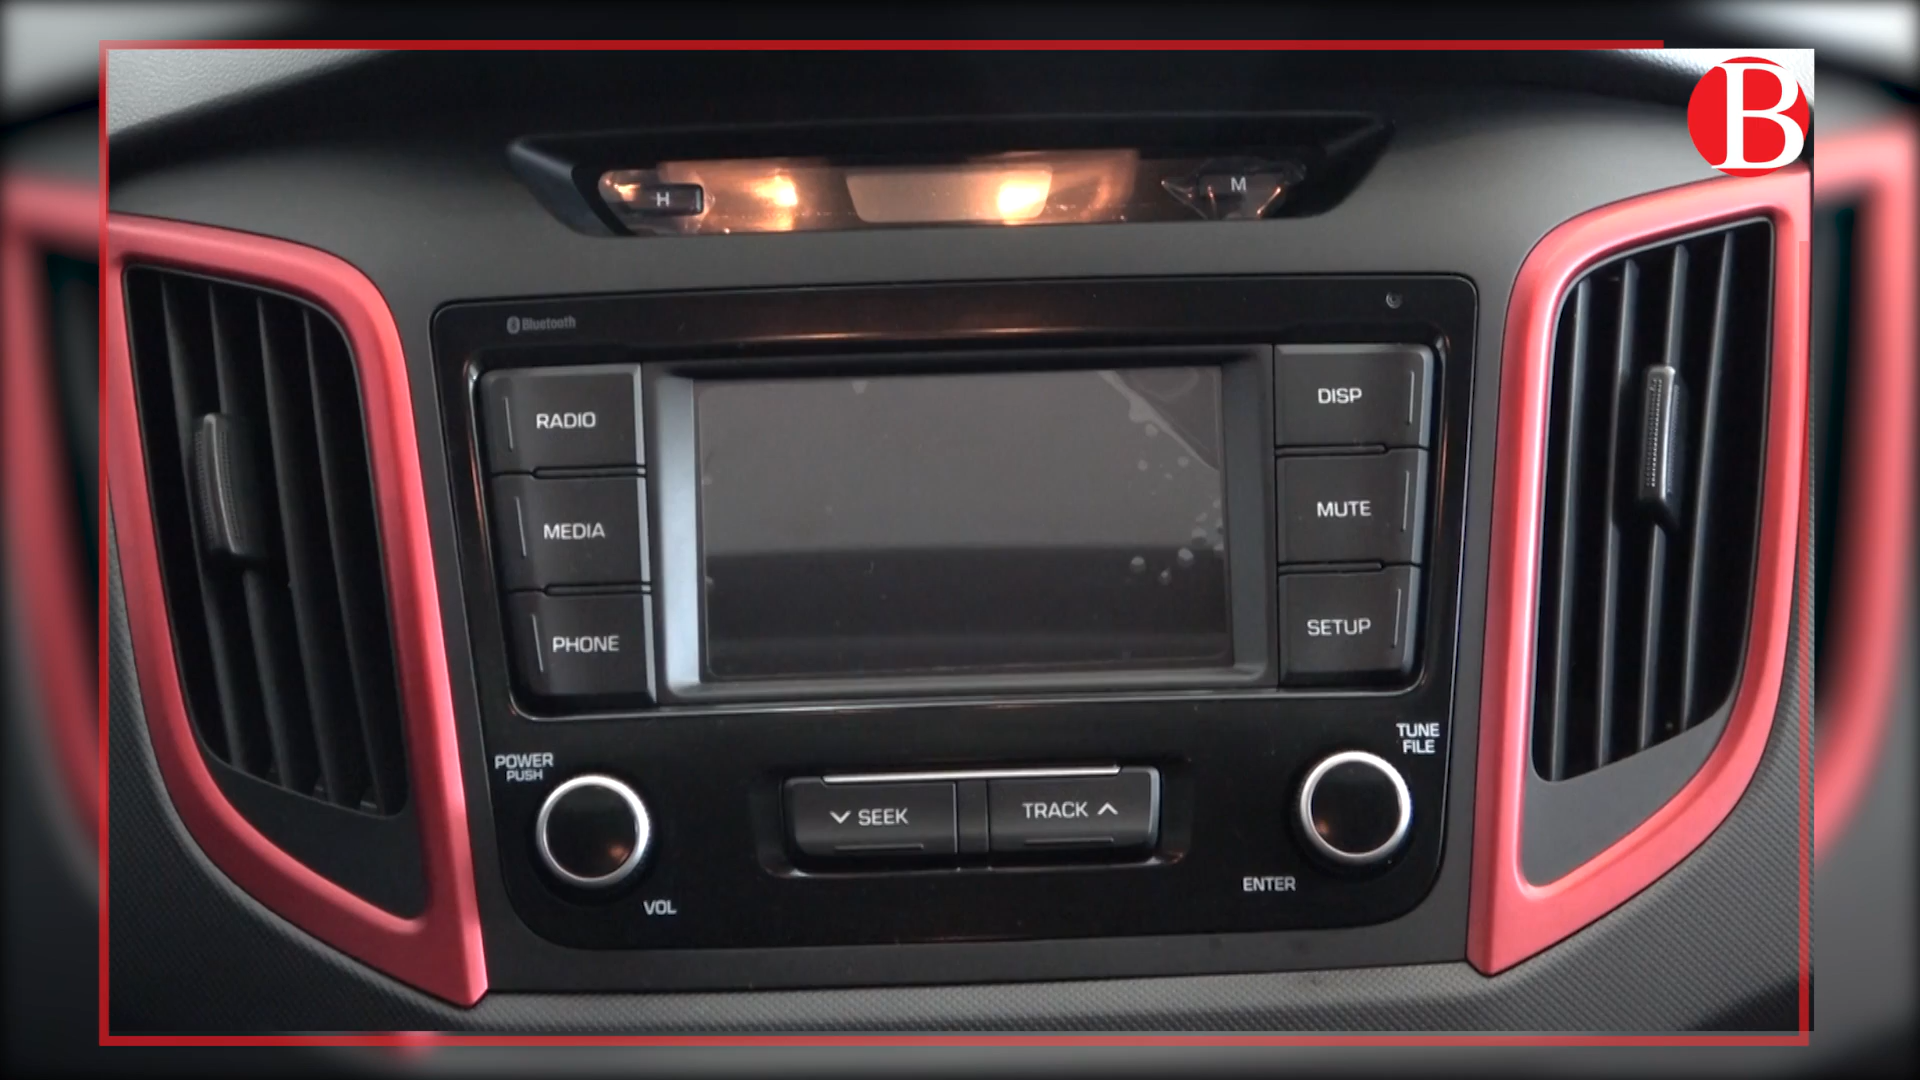 B
H
M
Bluetooth
RADIO
DISP
MEDIA
MUTE
PHONE
SETUP
POWER
PUSH
TUNE
FILE
SEEK
TRACK
VOL
ENTER